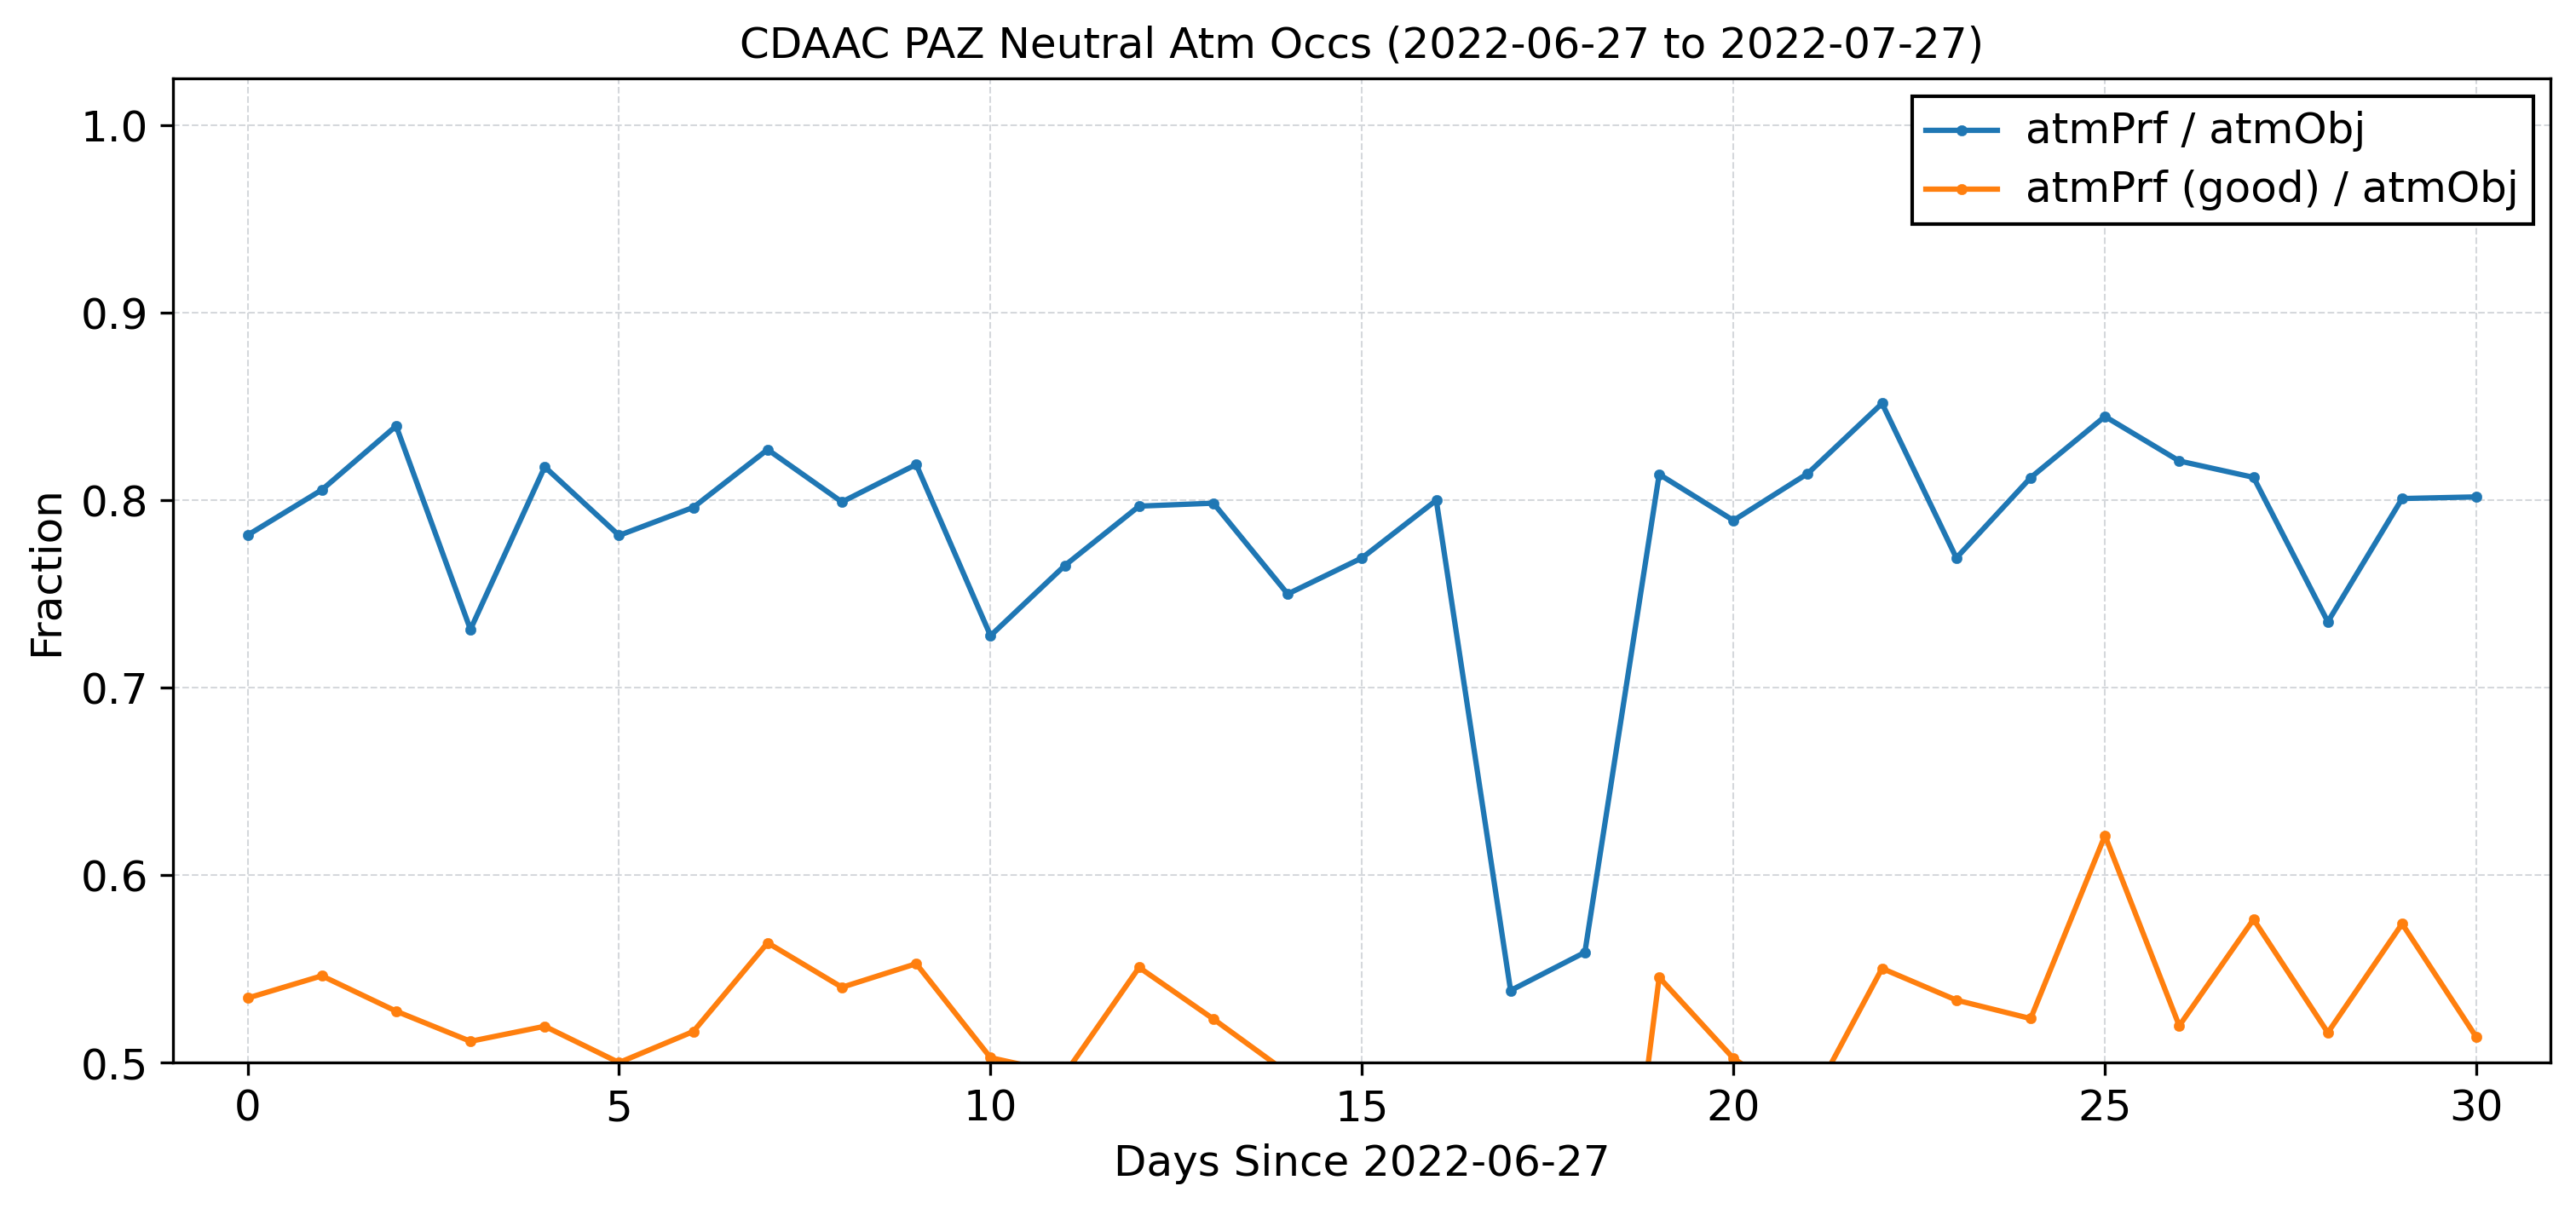 CDAAC PAZ Neutral Atm Occs (2022-06-27 to 2022-07-27)
atmPrf / atmObj
atmPrf (good) / atmObj
1.0
0.9
0.8
0.7
0.6
0.5
Fraction
0 5 10 15 20 25 30
Days Since 2022-06-27